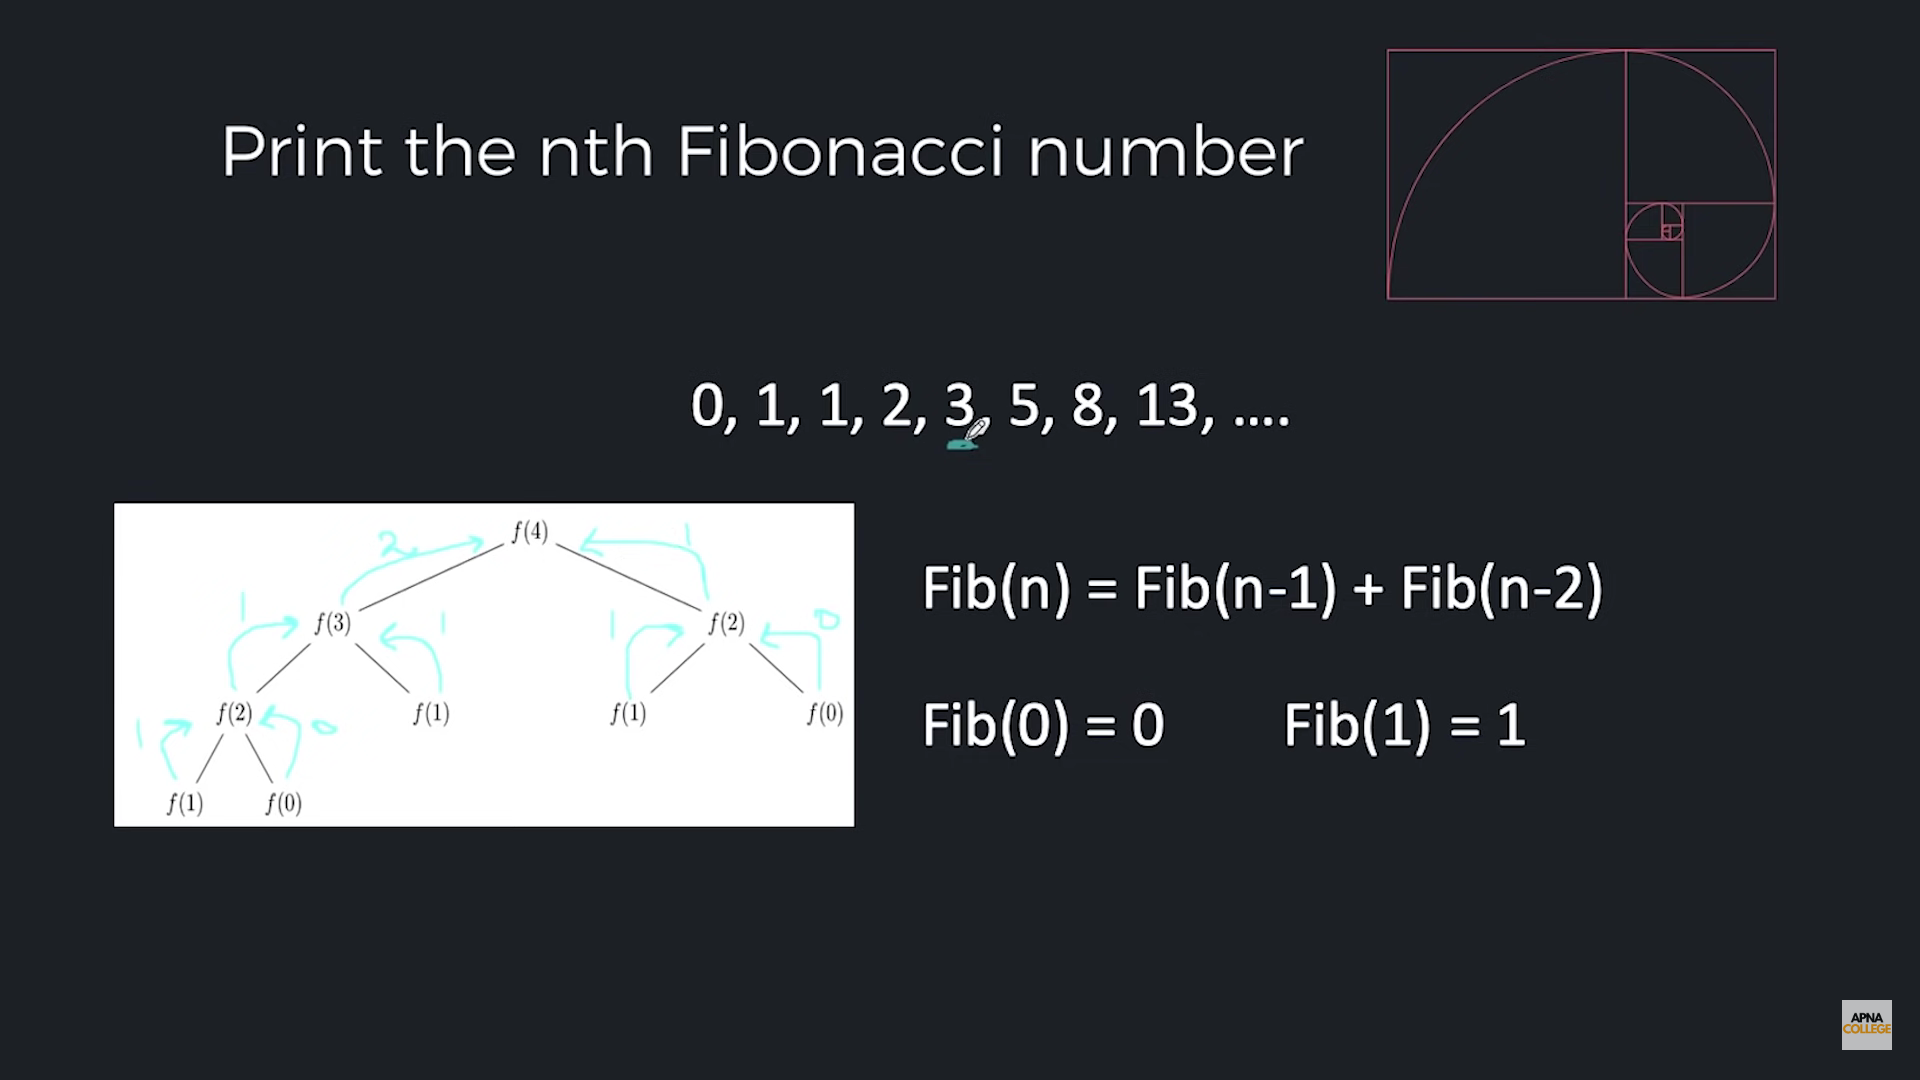 Print the nth Fibonacci number
0, 1, 1, 2, 3, 5, 8, 13, ....
f(4)
2
1
f(3)
f(2)
1
1
1
0
f(2)
f(1)
f(1)
f(0)
1
0
f(1)
f(0)
Fib(n) = Fib(n-1) + Fib(n-2)
Fib(0) = 0
Fib(1) = 1
APNA
COLLEGE